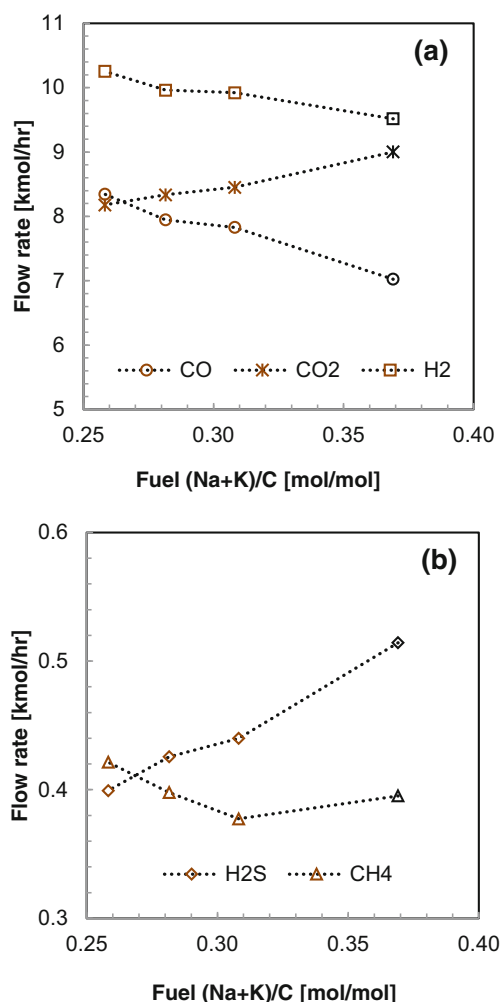 11
(a)
10
9
8
7
6
5
Flow rate [kmol/hr]
CO CO2 H2
0.25 0.30 0.35 0.40
Fuel (Na+K)/C [mol/mol]
0.6
(b)
0.5
0.4
0.3
Flow rate [kmol/hr]
H2S CH4
0.25 0.30 0.35 0.40
Fuel (Na+K)/C [mol/mol]